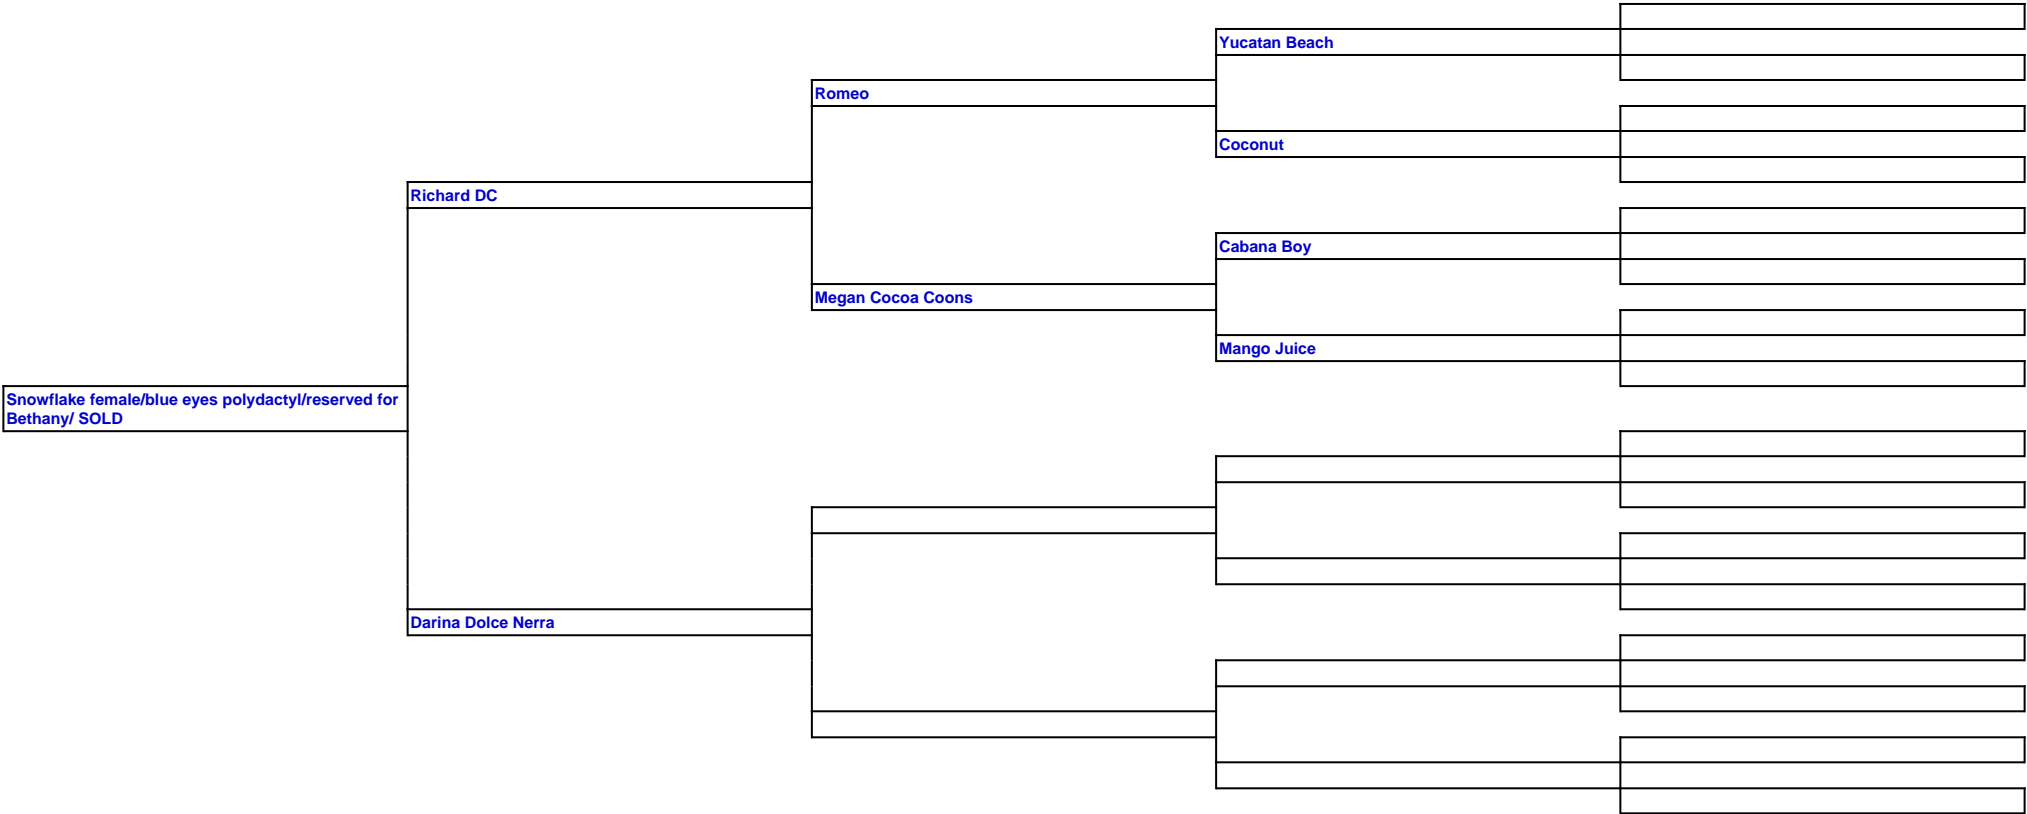 Yucatan Beach
Romeo
Coconut
Richard DC
Cabana Boy
Megan Cocoa Coons
Mango Juice
Snowflake female/blue eyes polydactyl/reserved for
Bethany/ SOLD
Darina Dolce Nerra